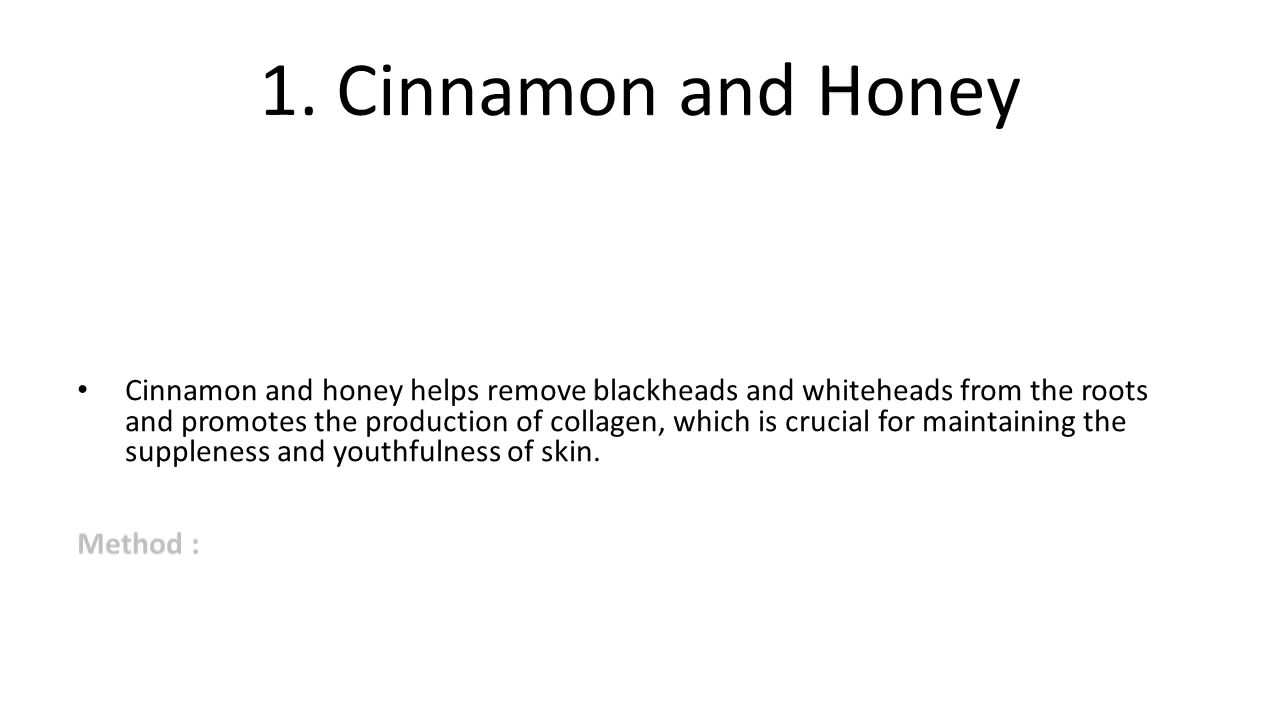 1. Cinnamon and Honey
• Cinnamon and honey helps remove blackheads and whiteheads from the roots
and promotes the production of collagen, which is crucial for maintaining the
suppleness and youthfulness of skin.
Method :